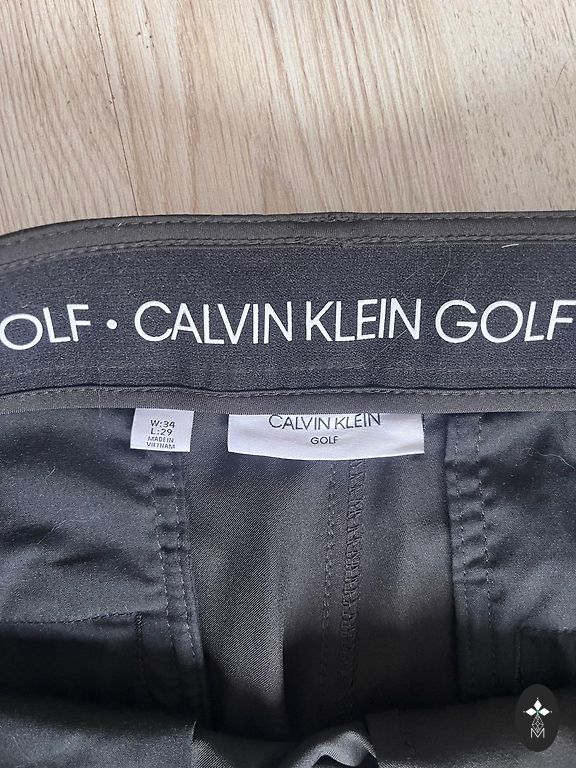 OLF • CALVIN KLEIN GOLF
W:34
L:29
MADE IN
VIETNAM
CALVIN KLEIN
GOLF
M